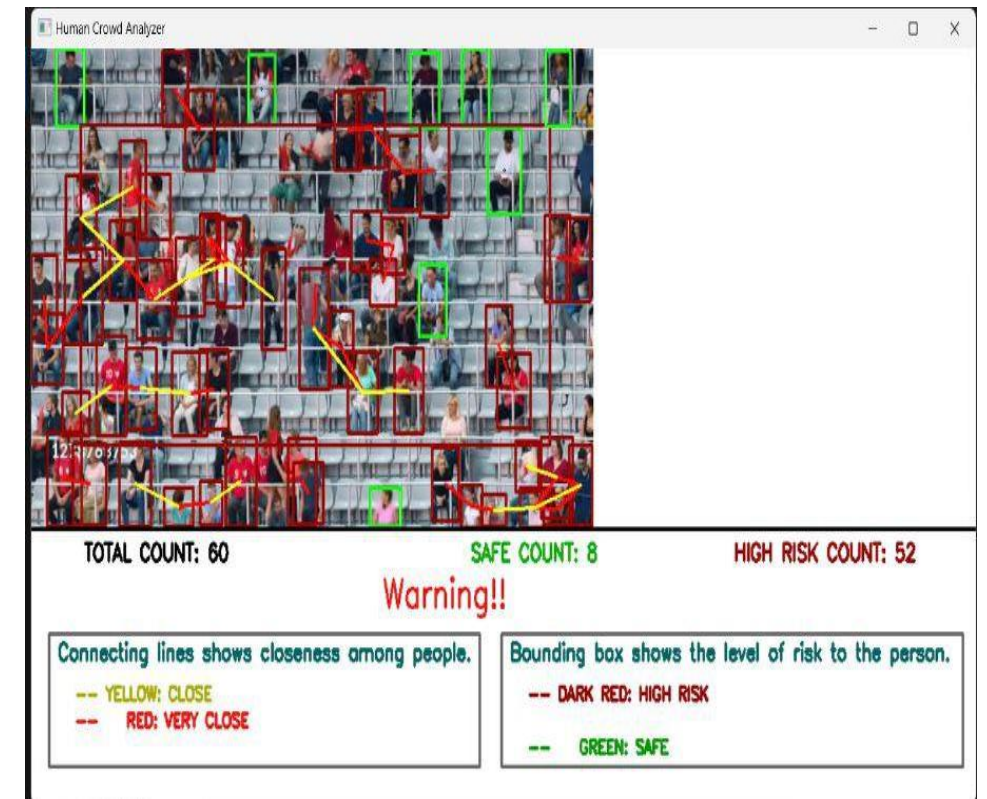 Human Crowd Analyzer
TOTAL COUNT: 60 SAFE COUNT: 8 HIGH RISK COUNT: 52
Warning!!
Connecting lines shows closeness among people.
-- YELLOW: CLOSE
-- RED: VERY CLOSE
Bounding box shows the level of risk to the person.
-- DARK RED: HIGH RISK
-- GREEN: SAFE